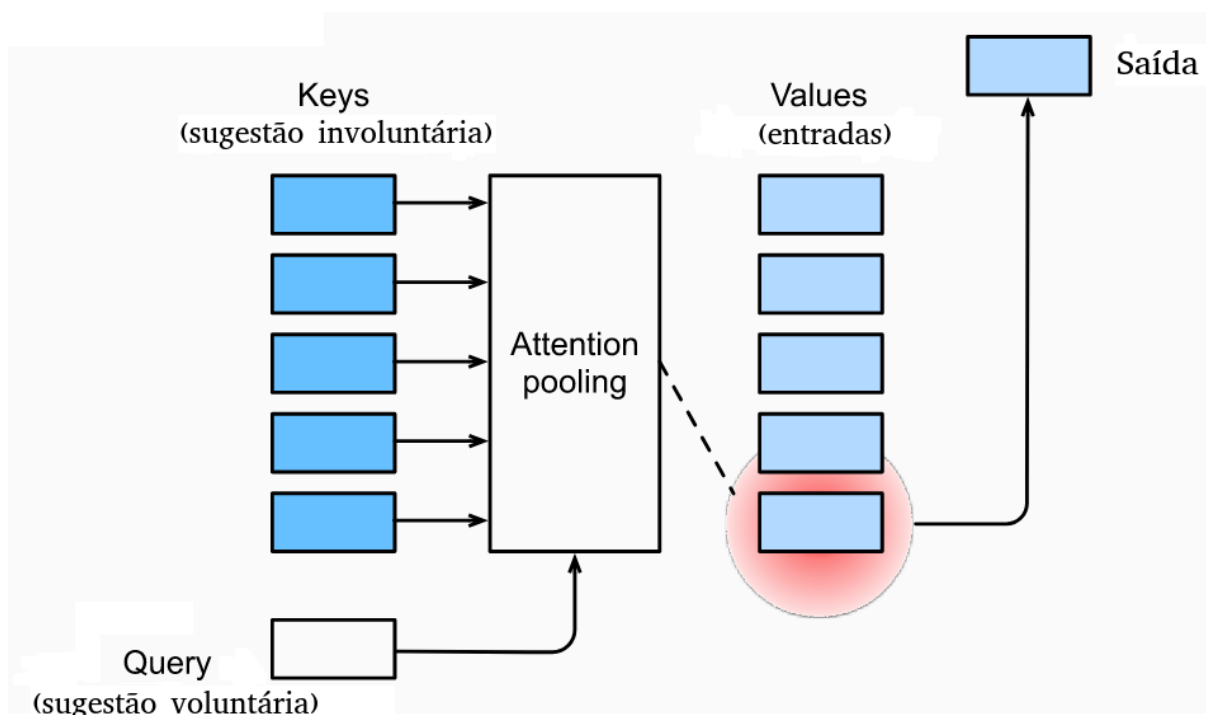 Saída
Keys
(sugestão involuntária)
Values
(entradas)
Attention
pooling
Query
(sugestão voluntária)